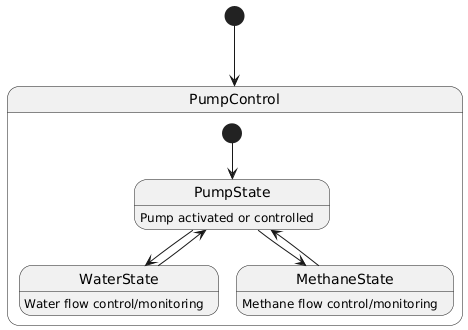 PumpControl
PumpState
Pump activated or controlled
WaterState
Water flow control/monitoring
MethaneState
Methane flow control/monitoring